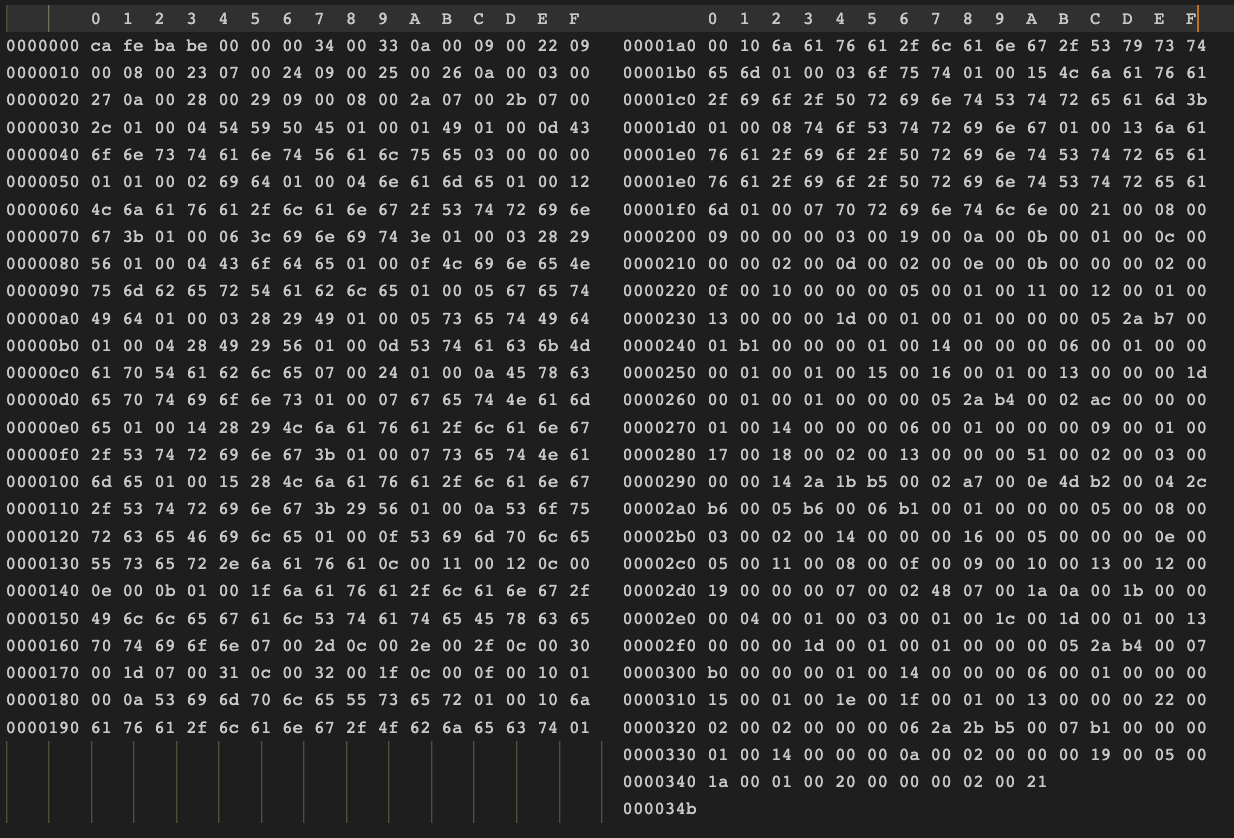 0 1 2 3 4 5 6 7 8 9 A B C D E F
0000000 ca fe ba be 00 00 00 34 00 33 0a 00 09 00 22 09
0000010 00 08 00 23 07 00 24 09 00 25 00 26 0a 00 03 00
0000020 27 0a 00 28 00 29 09 00 08 00 2a 07 00 2b 07 00
0000030 2c 01 00 04 54 59 50 45 01 00 01 49 01 00 0d 43
0000040 6f 6e 73 74 61 6e 74 56 61 6c 75 65 03 00 00 00
0000050 01 01 00 02 69 64 01 00 04 6e 61 6d 65 01 00 12
0000060 4c 6a 61 76 61 2f 6c 61 6e 67 2f 53 74 72 69 6e
0000070 67 3b 01 00 06 3c 69 6e 69 74 3e 01 00 03 28 29
0000080 56 01 00 04 43 6f 64 65 01 00 0f 4c 69 6e 65 4e
0000090 75 6d 62 65 72 54 61 62 6c 65 01 00 05 67 65 74
00000a0 49 64 01 00 03 28 29 49 01 00 05 73 65 74 49 64
00000b0 01 00 04 28 49 29 56 01 00 0d 53 74 61 63 6b 4d
00000c0 61 70 54 61 62 6c 65 07 00 24 01 00 0a 45 78 63
00000d0 65 70 74 69 6f 6e 73 01 00 07 67 65 74 4e 61 6d
00000e0 65 01 00 14 28 29 4c 6a 61 76 61 2f 6c 61 6e 67
00000f0 2f 53 74 72 69 6e 67 3b 01 00 07 73 65 74 4e 61
0000100 6d 65 01 00 15 28 4c 6a 61 76 61 2f 6c 61 6e 67
0000110 2f 53 74 72 69 6e 67 3b 29 56 01 00 0a 53 6f 75
0000120 72 63 65 46 69 6c 65 01 00 0f 53 69 6d 70 6c 65
0000130 55 73 65 72 2e 6a 61 76 61 0c 00 11 00 12 0c 00
0000140 0e 00 0b 01 00 1f 6a 61 76 61 2f 6c 61 6e 67 2f
0000150 49 6c 6c 65 67 61 6c 53 74 61 74 65 45 78 63 65
0000160 70 74 69 6f 6e 07 00 2d 0c 00 2e 00 2f 0c 00 30
0000170 00 1d 07 00 31 0c 00 32 00 1f 0c 00 0f 00 10 01
0000180 00 0a 53 69 6d 70 6c 65 55 73 65 72 01 00 10 6a
0000190 61 76 61 2f 6c 61 6e 67 2f 4f 62 6a 65 63 74 01
0 1 2 3 4 5 6 7 8 9 A B C D E F
00001a0 00 10 6a 61 76 61 2f 6c 61 6e 67 2f 53 79 73 74
00001b0 65 6d 01 00 03 6f 75 74 01 00 15 4c 6a 61 76 61
00001c0 2f 69 6f 2f 50 72 69 6e 74 53 74 72 65 61 6d 3b
00001d0 01 00 08 74 6f 53 74 72 69 6e 67 01 00 13 6a 61
00001e0 76 61 2f 69 6f 2f 50 72 69 6e 74 53 74 72 65 61
00001e0 76 61 2f 69 6f 2f 50 72 69 6e 74 53 74 72 65 61
00001f0 6d 01 00 07 70 72 69 6e 74 6c 6e 00 21 00 08 00
0000200 09 00 00 00 03 00 19 00 0a 00 0b 00 01 00 0c 00
0000210 00 00 02 00 0d 00 02 00 0e 00 0b 00 00 00 02 00
0000220 0f 00 10 00 00 00 05 00 01 00 11 00 12 00 01 00
0000230 13 00 00 00 1d 00 01 00 01 00 00 00 05 2a b7 00
0000240 01 b1 00 00 00 01 00 14 00 00 00 06 00 01 00 00
0000250 00 01 00 01 00 15 00 16 00 01 00 13 00 00 00 1d
0000260 00 01 00 01 00 00 00 05 2a b4 00 02 ac 00 00 00
0000270 01 00 14 00 00 00 06 00 01 00 00 00 09 00 01 00
0000280 17 00 18 00 02 00 13 00 00 00 51 00 02 00 03 00
0000290 00 00 14 2a 1b b5 00 02 a7 00 0e 4d b2 00 04 2c
00002a0 b6 00 05 b6 00 06 b1 00 01 00 00 00 05 00 08 00
00002b0 03 00 02 00 14 00 00 00 16 00 05 00 00 00 0e 00
00002c0 05 00 11 00 08 00 0f 00 09 00 10 00 13 00 12 00
00002d0 19 00 00 00 07 00 02 48 07 00 1a 0a 00 1b 00 00
00002e0 00 04 00 01 00 03 00 01 00 1c 00 1d 00 01 00 13
00002f0 00 00 00 1d 00 01 00 01 00 00 00 05 2a b4 00 07
0000300 b0 00 00 00 01 00 14 00 00 00 06 00 01 00 00 00
0000310 15 00 01 00 1e 00 1f 00 01 00 13 00 00 00 22 00
0000320 02 00 02 00 00 00 06 2a 2b b5 00 07 b1 00 00 00
0000330 01 00 14 00 00 00 0a 00 02 00 00 00 19 00 05 00
0000340 1a 00 01 00 20 00 00 00 02 00 21
000034b